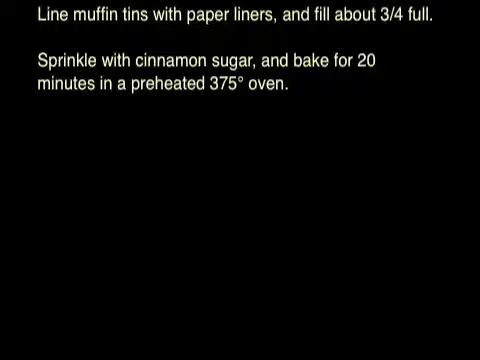 Line muffin tins with paper liners, and fill about 3/4 full.
Sprinkle with cinnamon sugar, and bake for 20
minutes in a preheated 375° oven.